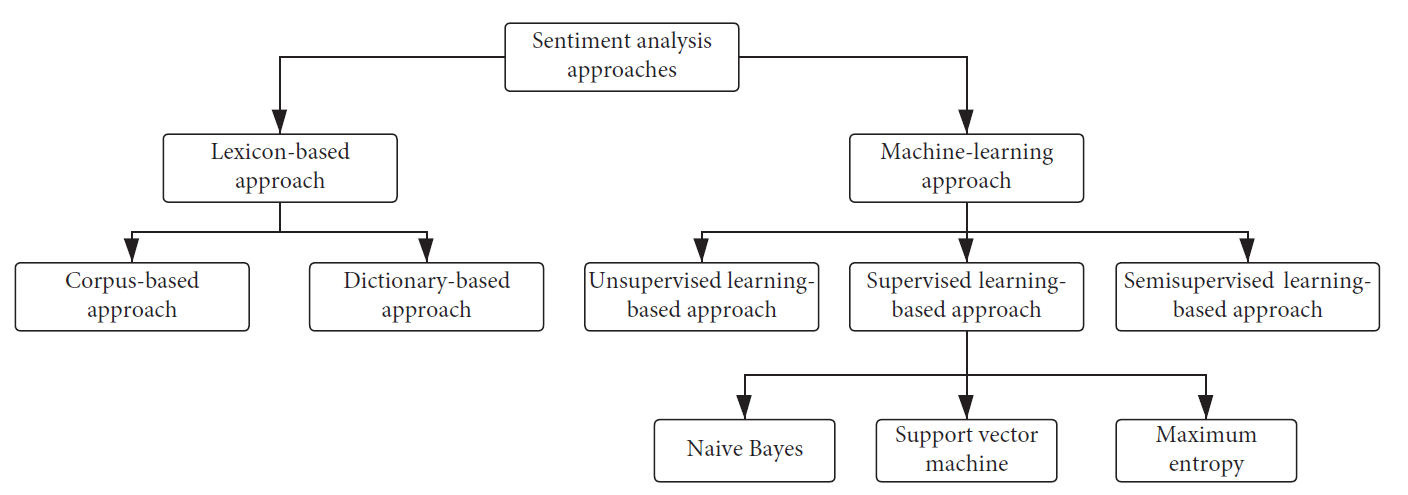 Sentiment analysis
approaches
Lexicon-based
approach
Machine-learning
approach
Corpus-based
approach
Dictionary-based
approach
Unsupervised learning-
based approach
Supervised learning-
based approach
Semisupervised learning-
based approach
Naive Bayes
Support vector
machine
Maximum
entropy